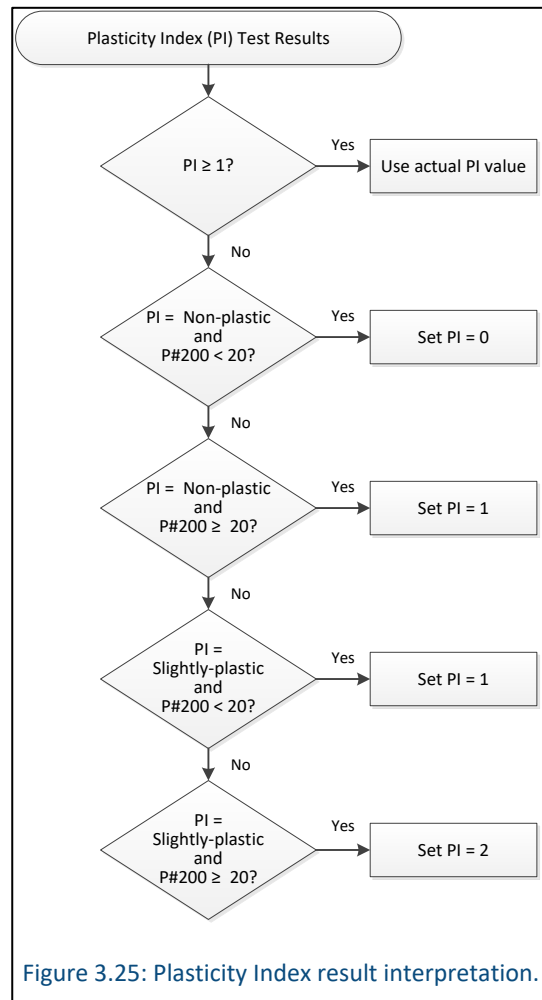 Plasticity Index (PI) Test Results
PI ≥ 1?
Yes
Use actual PI value
No
PI = Non-plastic
and
P#200 < 20?
Yes
Set PI = 0
No
PI = Non-plastic
and
P#200 ≥ 20?
Yes
Set PI = 1
No
PI =
Slightly-plastic
and
P#200 < 20?
Yes
Set PI = 1
No
PI =
Slightly-plastic
and
P#200 ≥ 20?
Yes
Set PI = 2
Figure 3.25: Plasticity Index result interpretation.